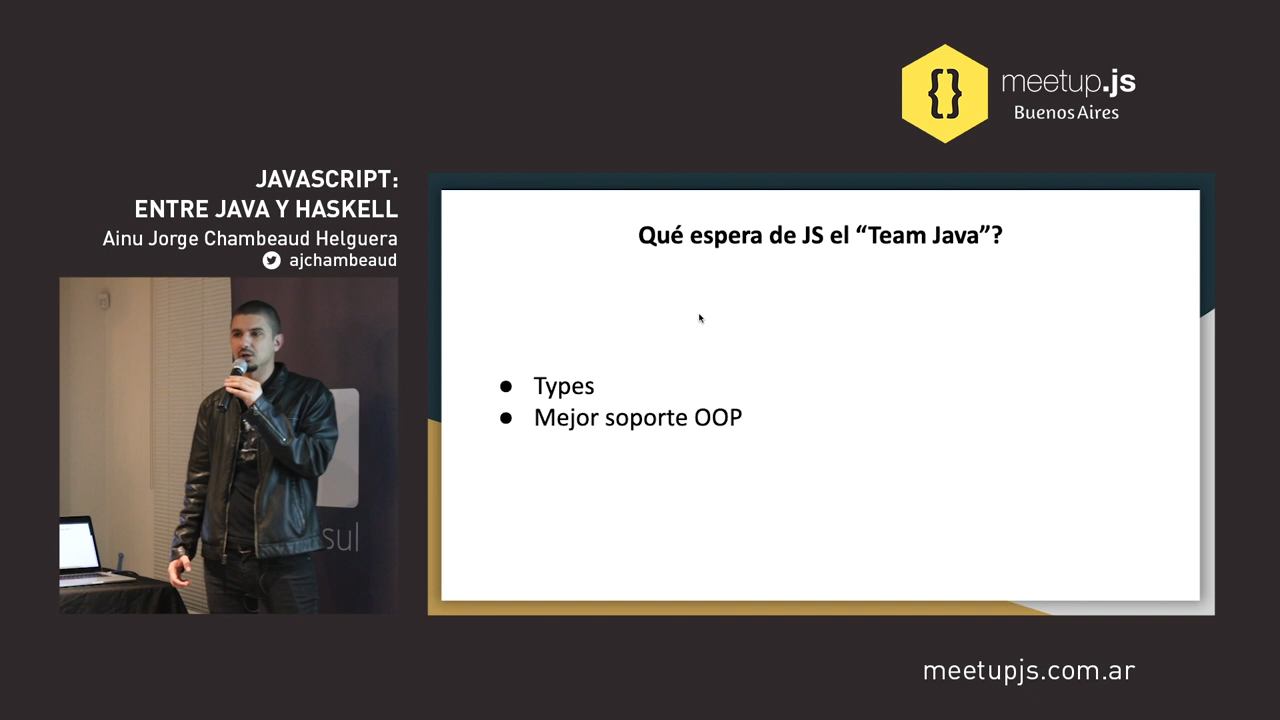 {}
meetup.js
Buenos Aires
JAVASCRIPT:
ENTRE JAVA Y HASKELL
Ainu Jorge Chambeaud Helguera
ajchambeaud
Qué espera de JS el “Team Java”?
● Types
● Mejor soporte OOP
sul
meetupjs.com.ar